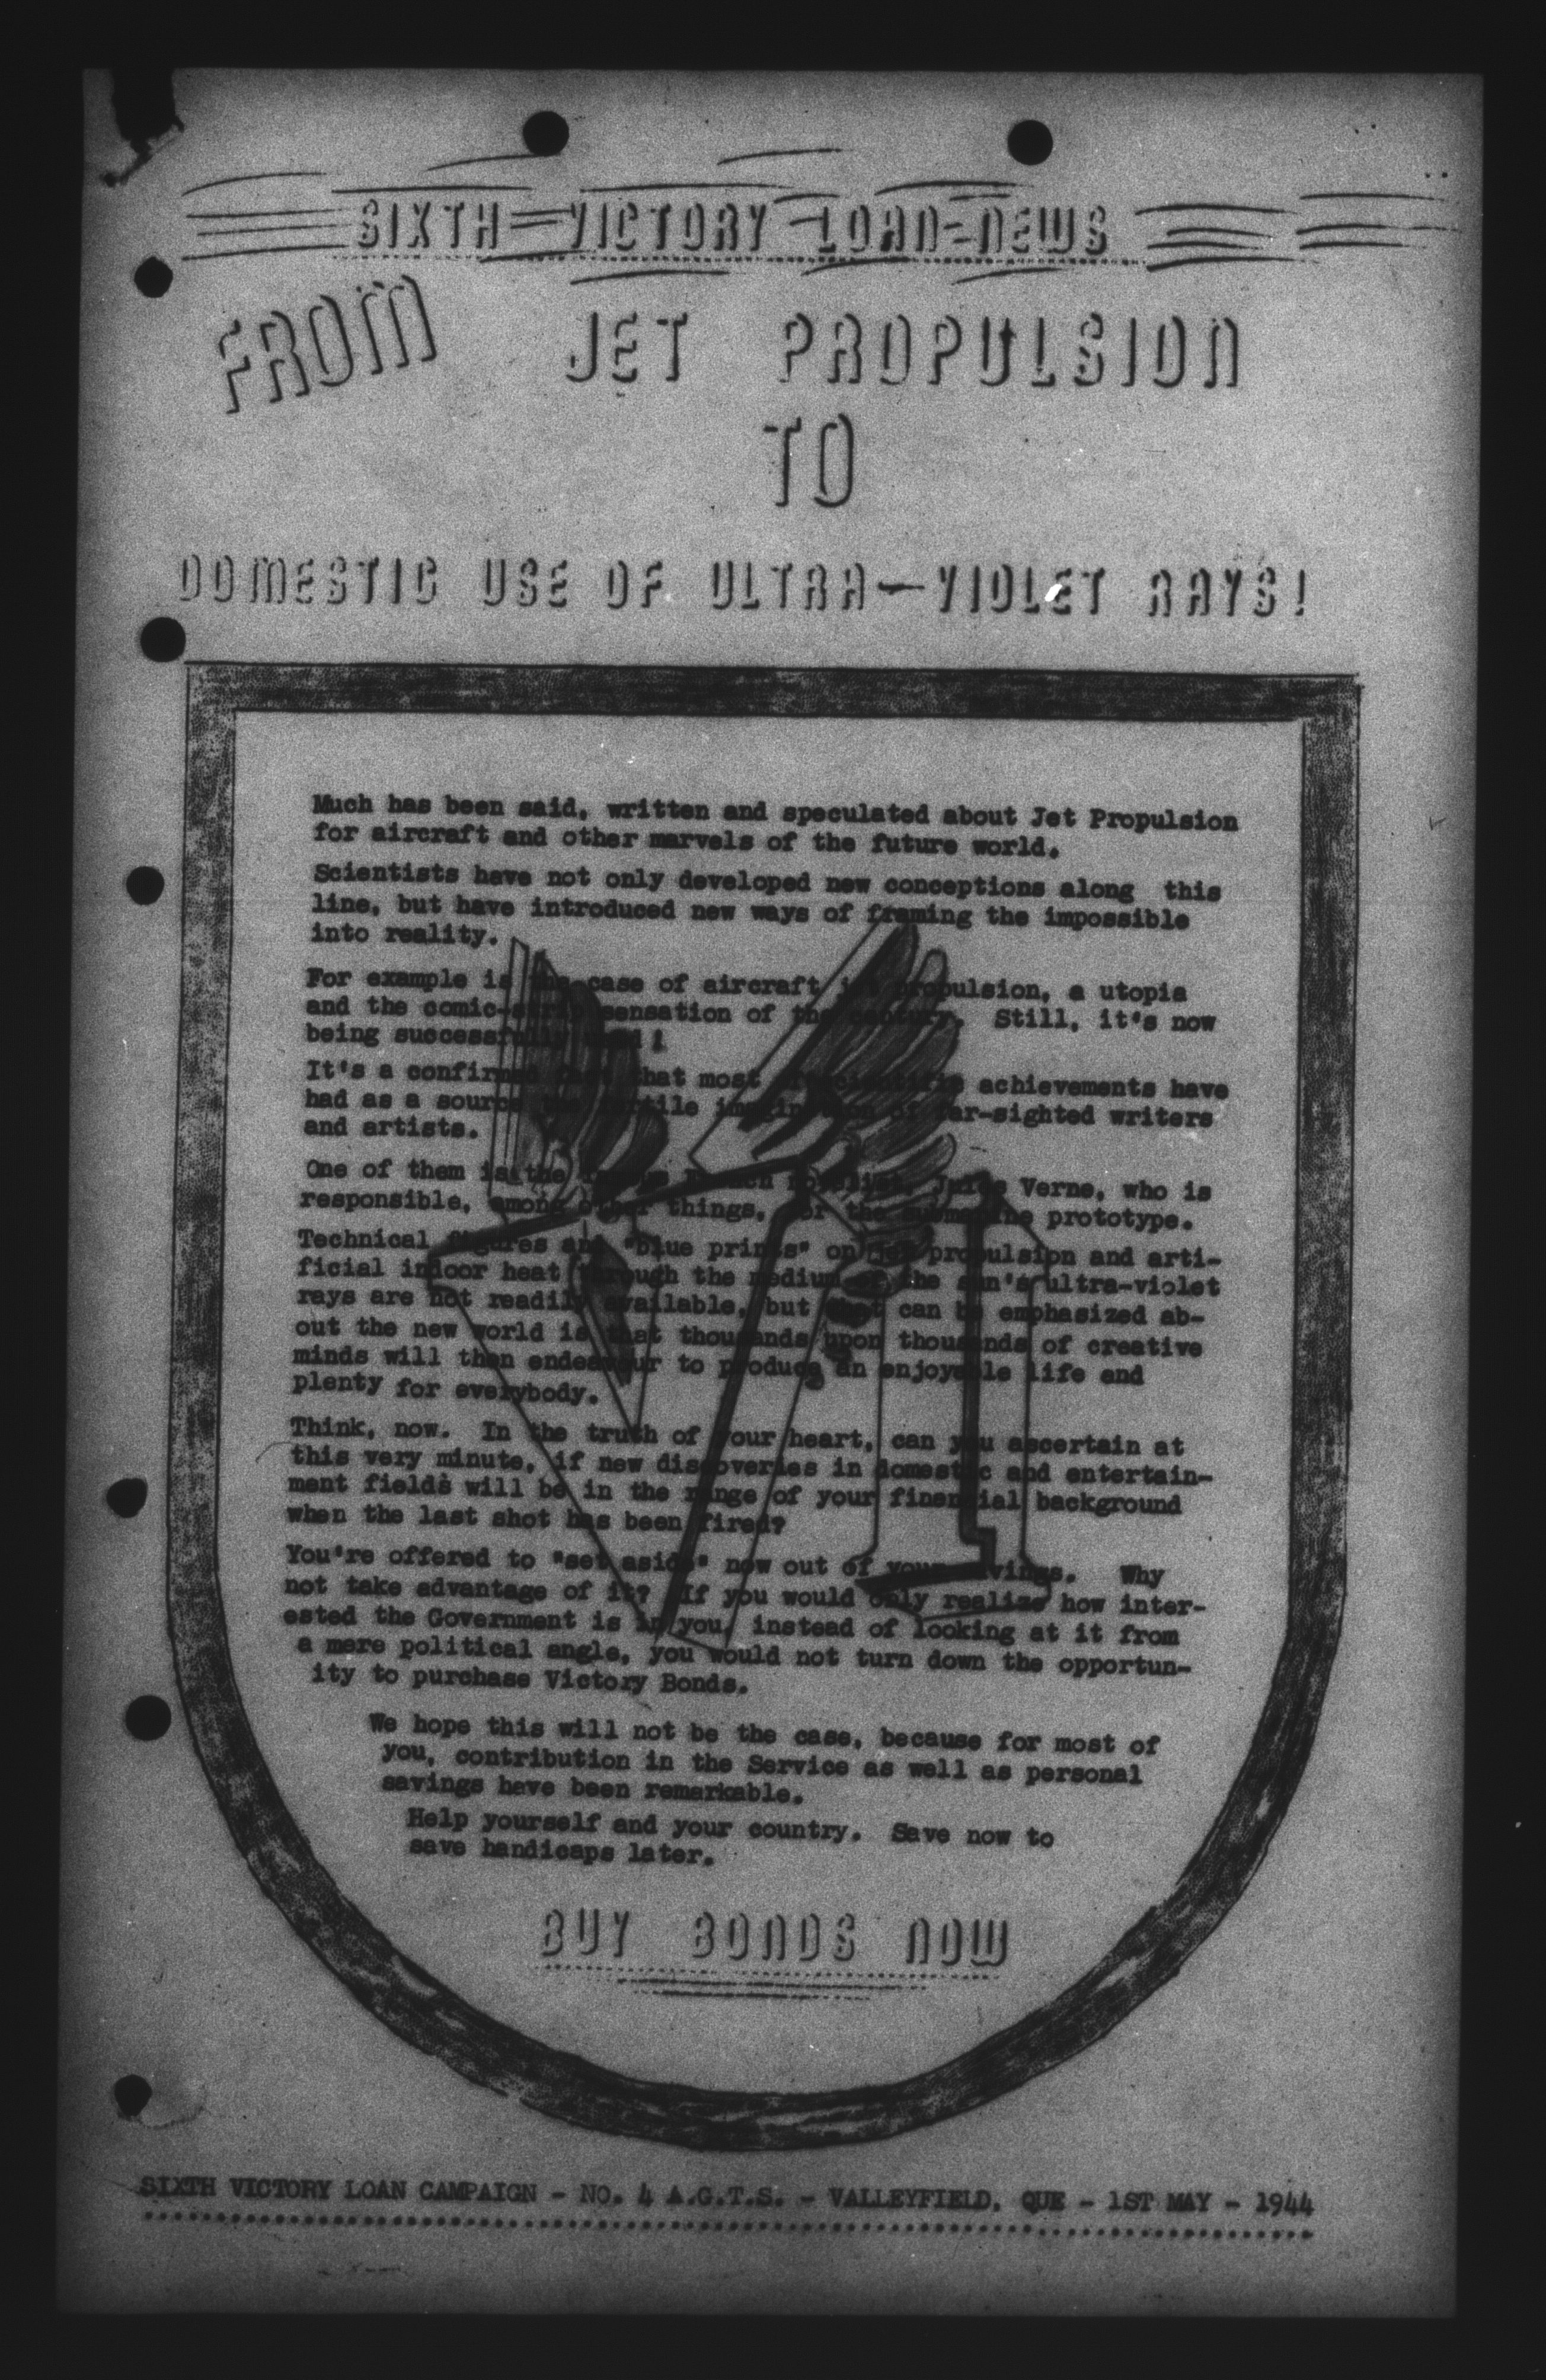 SIXTH VICTORY LOAN-NEWS
FROM JET PROPULSION
TO
DOMESTIC USE OF ULTRA-VIOLET RAYS!
Much has been said, written and speculated about Jet Propulsion
for aircraft and other marvels of the future world.
Scientists have not only developed new conceptions along this
line, but have introduced new ways of framing the impossible
into reality.
For example is the case of aircraft jet propulsion, a utopia
and the comic-strip sensation of the century. Still, it's now
being successfully used!
It's a confirmed fact that most of scientific achievements have
had as a source the fertile imagination of far-sighted writers
and artists.
One of them is the famous French novelist, Jules Verne, who is
responsible, among other things, for the submarine prototype.
Technical figures and "blue prints" on jet propulsion and arti-
ficial indoor heat through the medium of the sun's ultra-violet
rays are not readily available, but what can be emphasized ab-
out the new world is that thousands upon thousands of creative
minds will then endeavour to produce an enjoyable life and
plenty for everybody.
Think, now. In the truth of your heart, can you ascertain at
this very minute, if new discoveries in domestic and entertain-
ment fields will be in the range of your finencial background
when the last shot has been fired?
You're offered to "set aside" now out of your savings. Why
not take advantage of it? If you would only realize how inter-
ested the Government is in you, instead of looking at it from
a mere political angle, you would not turn down the opportun-
ity to purchase Victory Bonds.
We hope this will not be the case, because for most of
you, contribution in the Service as well as personal
savings have been remarkable.
Help yourself and your country. Save now to
save handicaps later.
BUY BONDS NOW
SIXTH VICTORY LOAN CAMPAIGN - NO. 4 A.G.T.S. - VALLEYFIELD, QUE - 1ST MAY - 1944